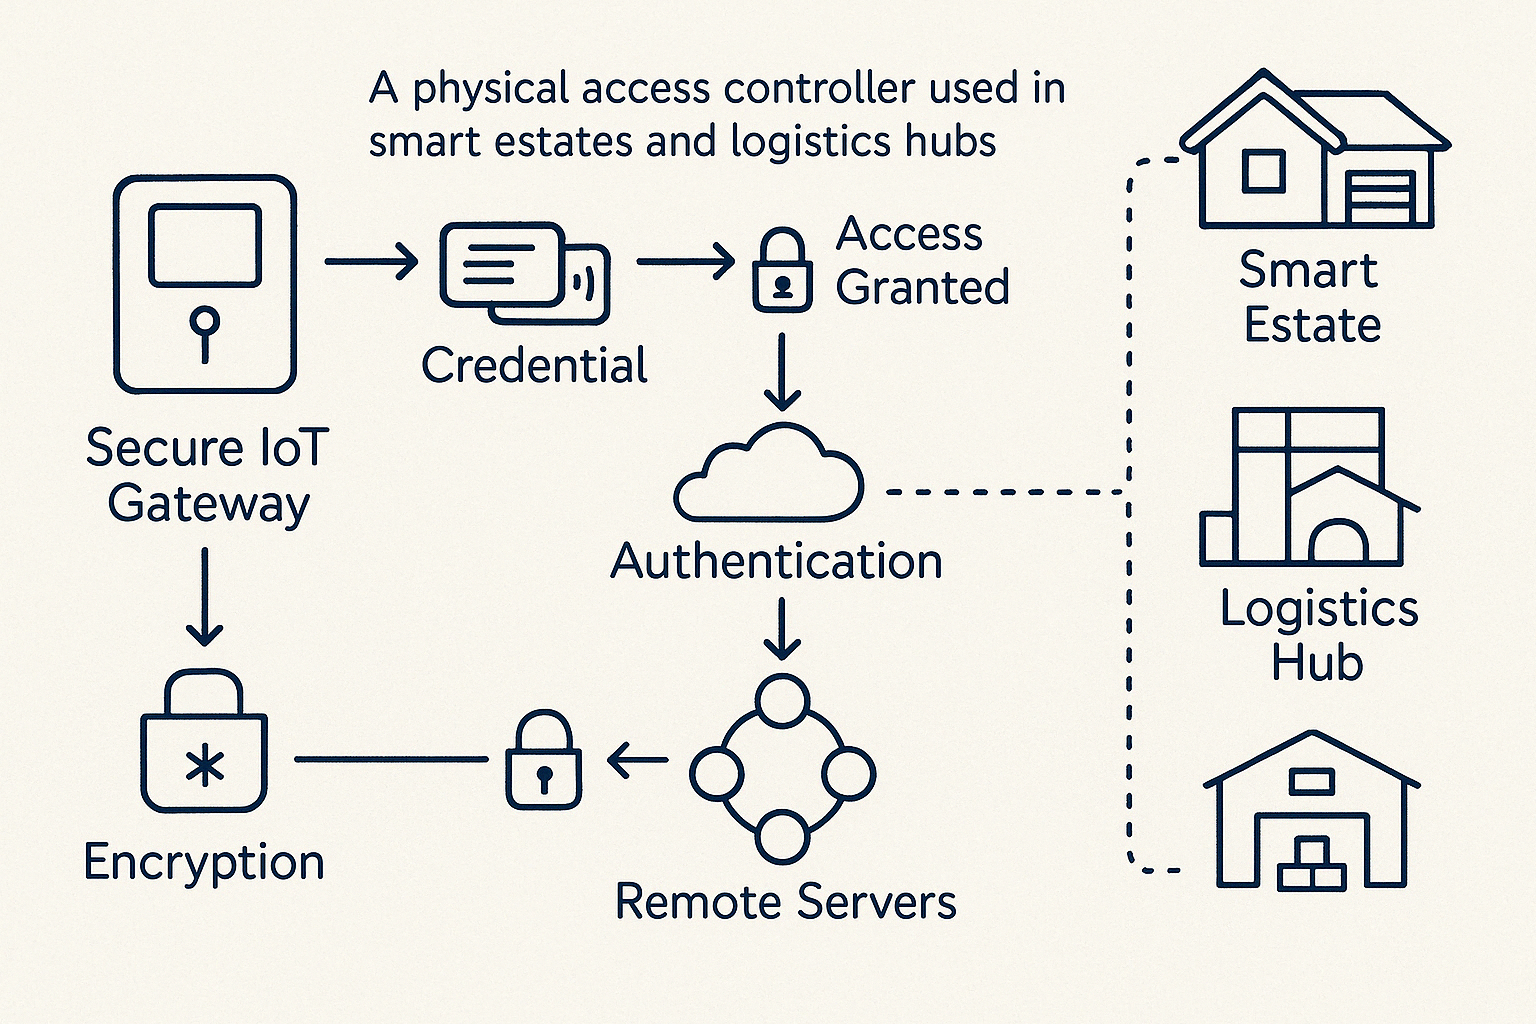 A physical access controller used in
smart estates and logistics hubs
Access
Granted
Credential
Secure IoT
Gateway
Authentication
Encryption
Remote Servers
Smart
Estate
Logistics
Hub